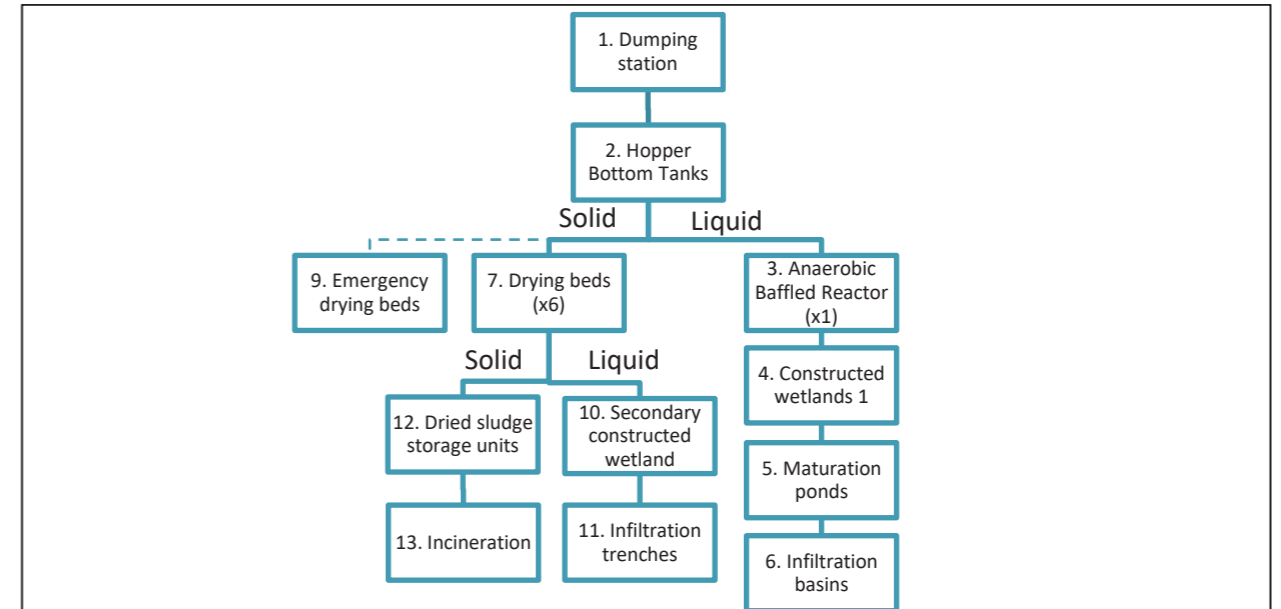 1. Dumping
station
2. Hopper
Bottom Tanks
Solid
Liquid
9. Emergency
drying beds
7. Drying beds
(x6)
3. Anaerobic
Baffled Reactor
(x1)
Solid
Liquid
4. Constructed
wetlands 1
12. Dried sludge
storage units
10. Secondary
constructed
wetland
5. Maturation
ponds
13. Incineration
11. Infiltration
trenches
6. Infiltration
basins